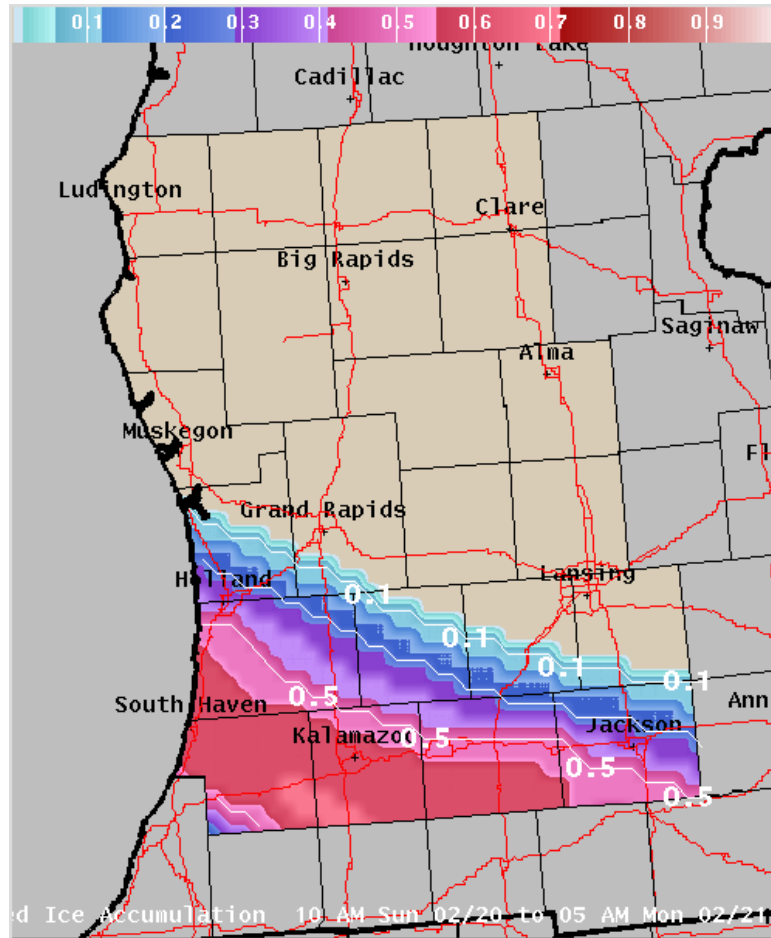 0.1 0.2 0.3 0.4 0.5 0.6 0.7 0.8 0.9
Houghton Lake
Cadillac
Ludington
Clare
Big Rapids
Saginaw
Alma
Muskegon
Fl
Grand Rapids
Lansing
Holland
0.1
0.1
0.1
0.1
0.5
South Haven
Ann
Jackson
Kalamazoo
0.5
0.5
0.5
ed Ice Accumulation 10 AM Sun 02/20 to 05 AM Mon 02/21